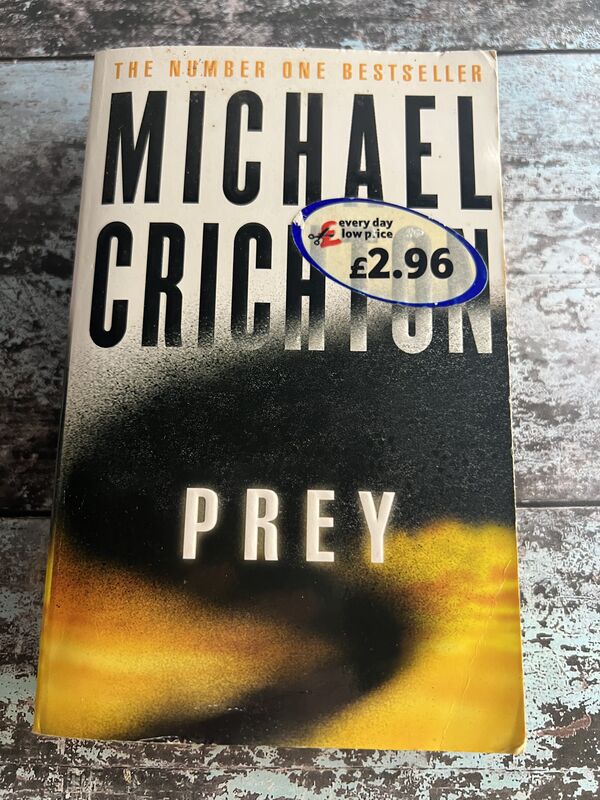 THE NUMBER ONE BESTSELLER
MICHAEL
CRICHTON
every day
low price
£2.96
PREY